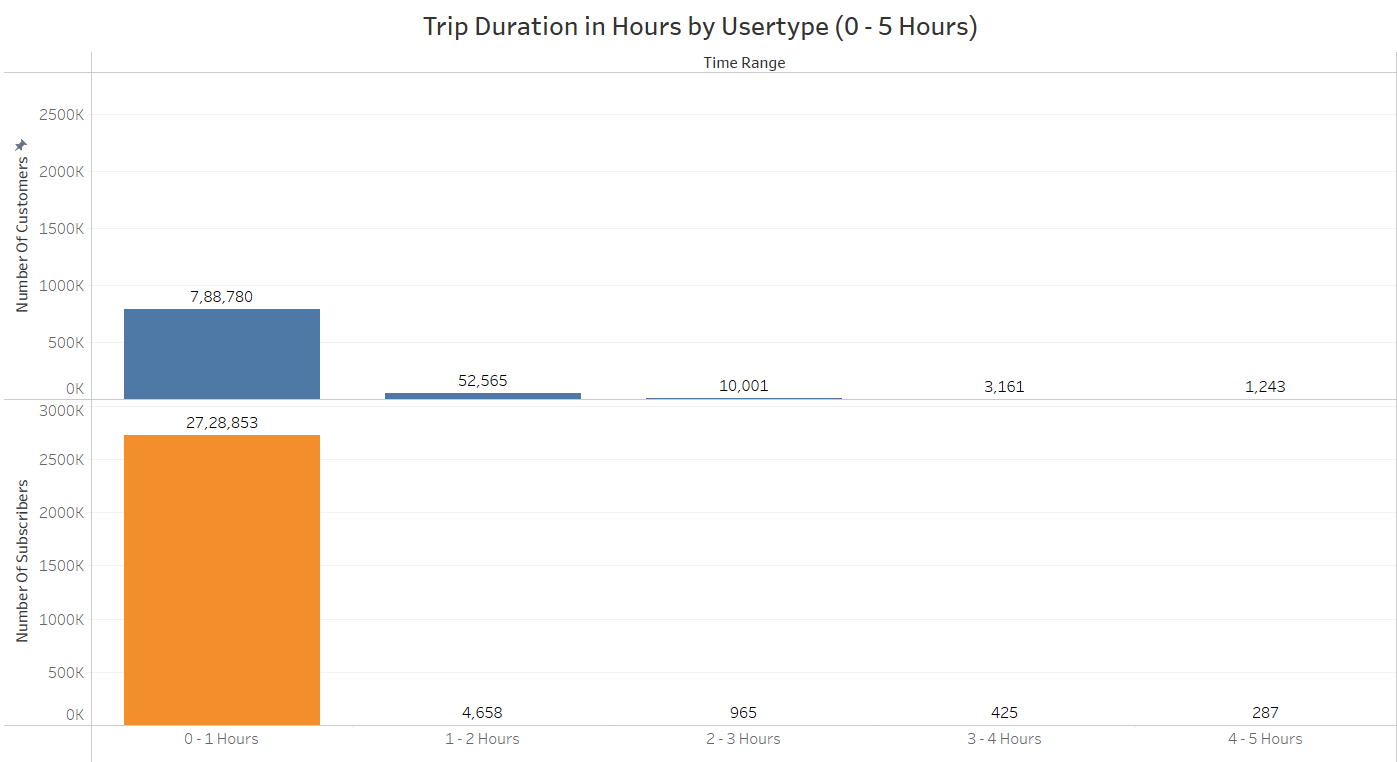 Trip Duration in Hours by Usertype (0 - 5 Hours)
Time Range
Number Of Customers
2500K
2000K
1500K
1000K
500K
0K
7,88,780
52,565
10,001
3,161
1,243
Number Of Subscribers
3000K
2500K
2000K
1500K
1000K
500K
0K
27,28,853
4,658
965
425
287
0 - 1 Hours
1 - 2 Hours
2 - 3 Hours
3 - 4 Hours
4 - 5 Hours